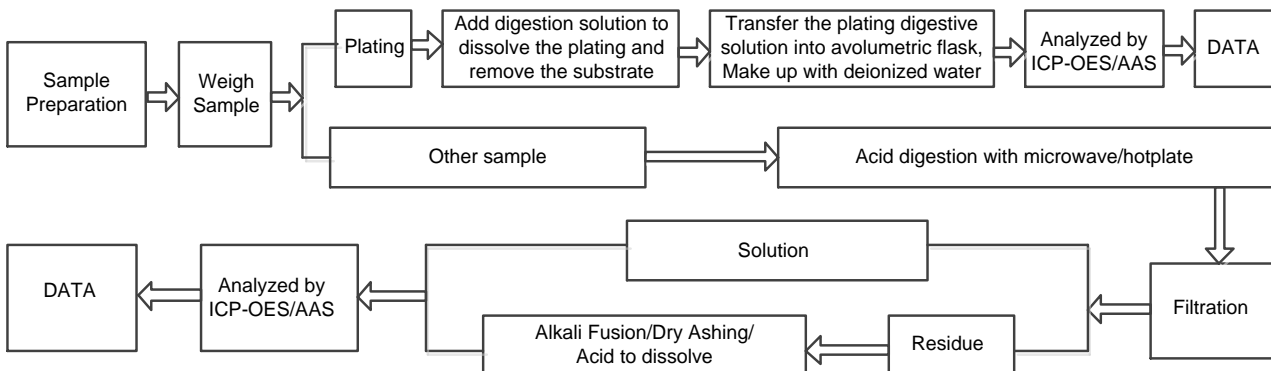 Sample
Preparation
Weigh
Sample
Plating
Add digestion solution to
dissolve the plating and
remove the substrate
Transfer the plating digestive
solution into avolumetric flask,
Make up with deionized water
Analyzed by
ICP-OES/AAS
DATA
Other sample
Acid digestion with microwave/hotplate
Filtration
Solution
Residue
Alkali Fusion/Dry Ashing/
Acid to dissolve
Analyzed by
ICP-OES/AAS
DATA